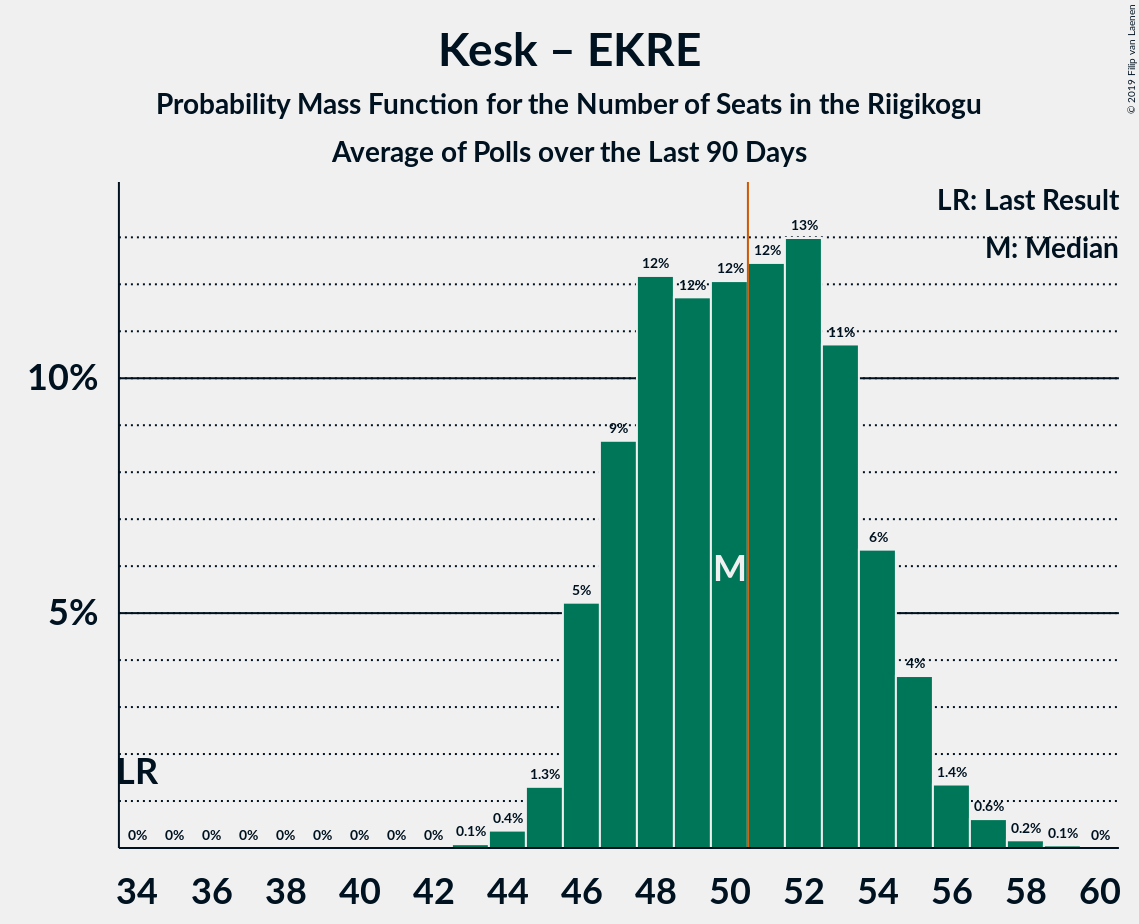 Kesk – EKRE
Probability Mass Function for the Number of Seats in the Riigikogu
Average of Polls over the Last 90 Days
© 2019 Filip van Laenen
LR: Last Result
M: Median
13%
12% 12% 12% 12%
11%
10%
9%
6%
M
5%
5%
4%
LR
1.3% 1.4%
0% 0% 0% 0% 0% 0% 0% 0% 0% 0.1% 0.4% 0.6% 0.2% 0.1% 0%
34 36 38 40 42 44 46 48 50 52 54 56 58 60